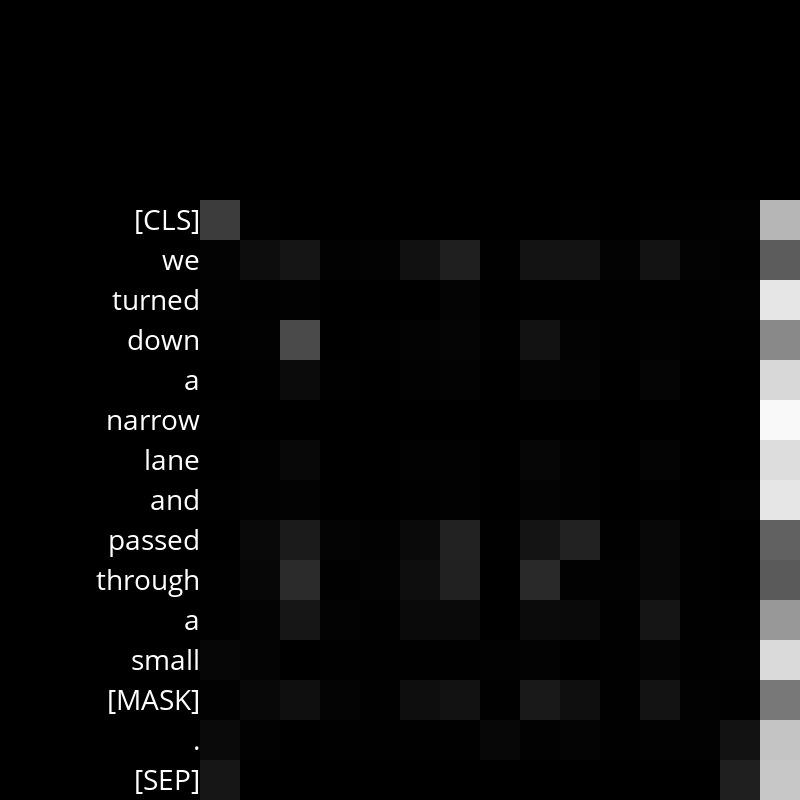 [CLS]
we
turned
down
a
narrow
lane
and
passed
through
a
small
[MASK]
.
[SEP]